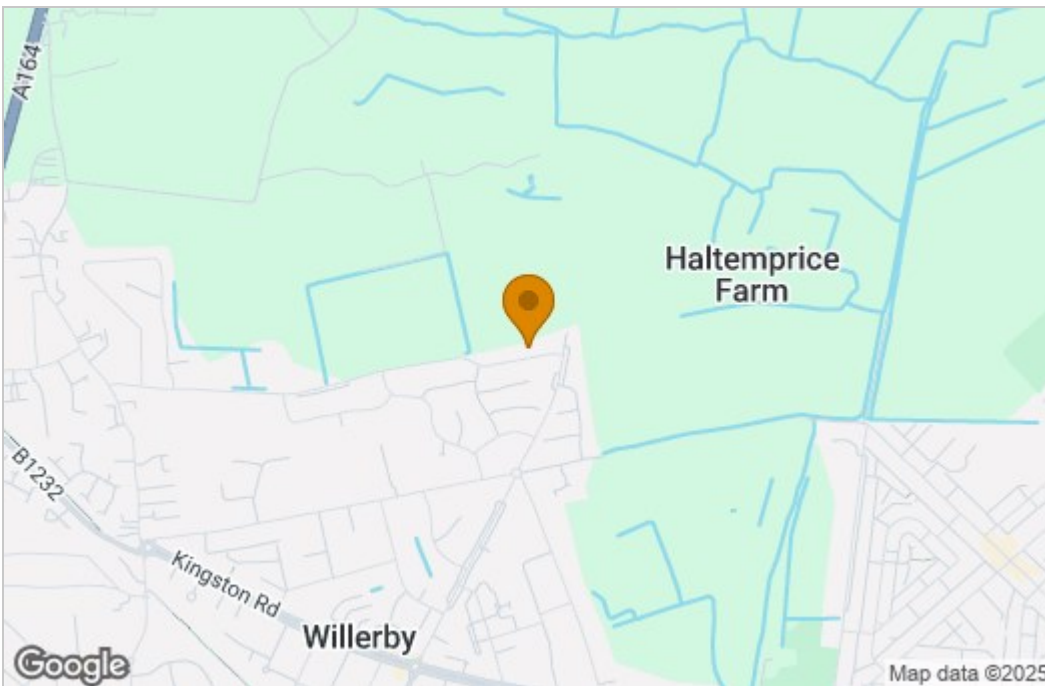 A164
Haltemprice
Farm
B1232
Kingston Rd
Willerby
Google
Map data ©2025